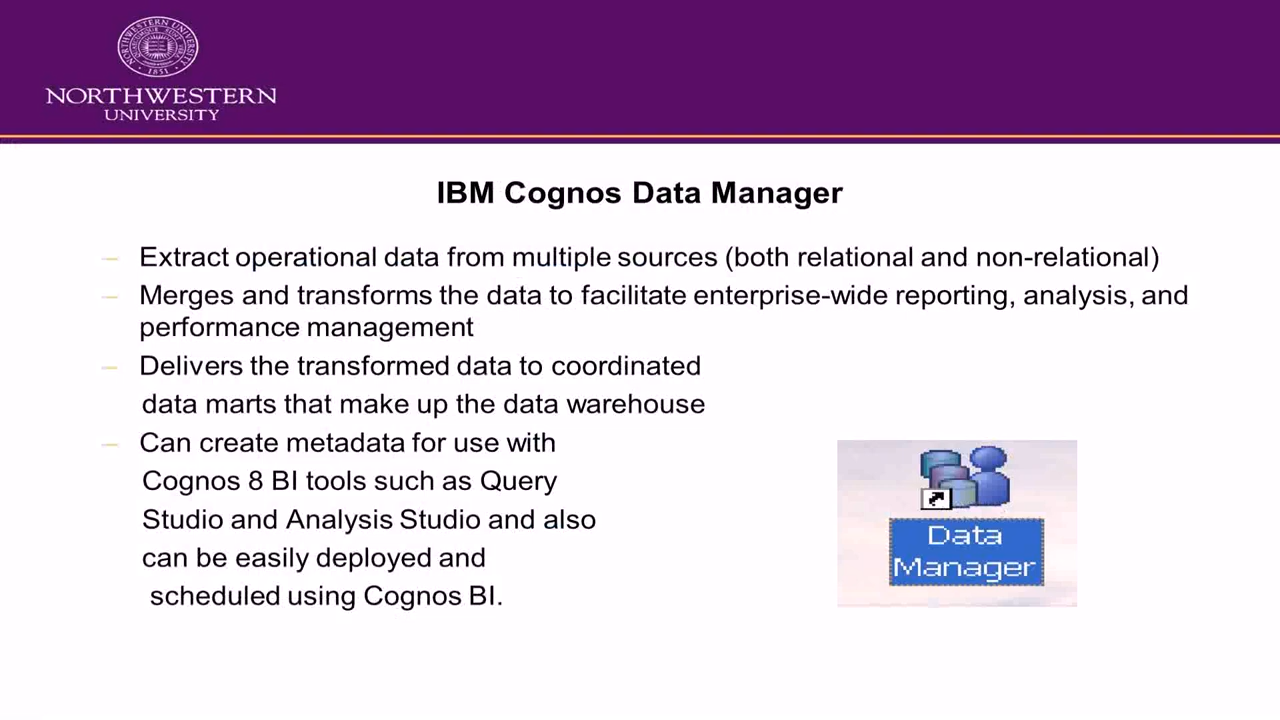 NORTHWESTERN
UNIVERSITY
IBM Cognos Data Manager
– Extract operational data from multiple sources (both relational and non-relational)
– Merges and transforms the data to facilitate enterprise-wide reporting, analysis, and
performance management
– Delivers the transformed data to coordinated
data marts that make up the data warehouse
– Can create metadata for use with
Cognos 8 BI tools such as Query
Studio and Analysis Studio and also
can be easily deployed and
scheduled using Cognos BI.
Data
Manager